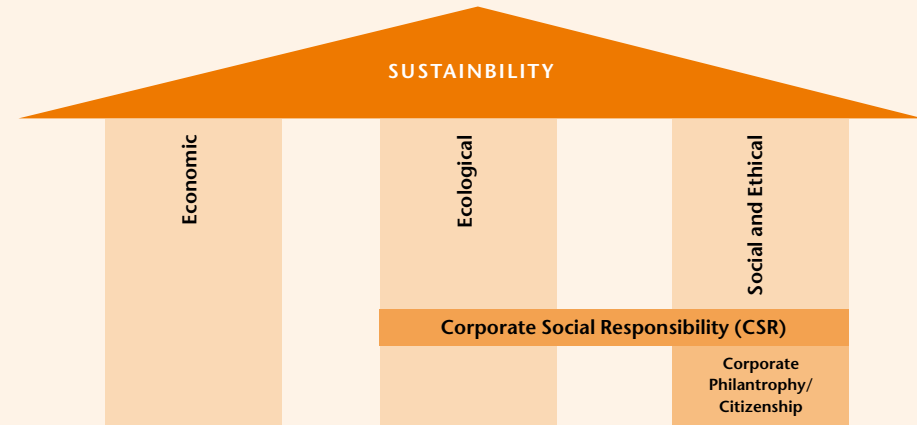 SUSTAINBILITY
Economic
Ecological
Social and Ethical
Corporate Social Responsibility (CSR)
Corporate
Philantrophy/
Citizenship